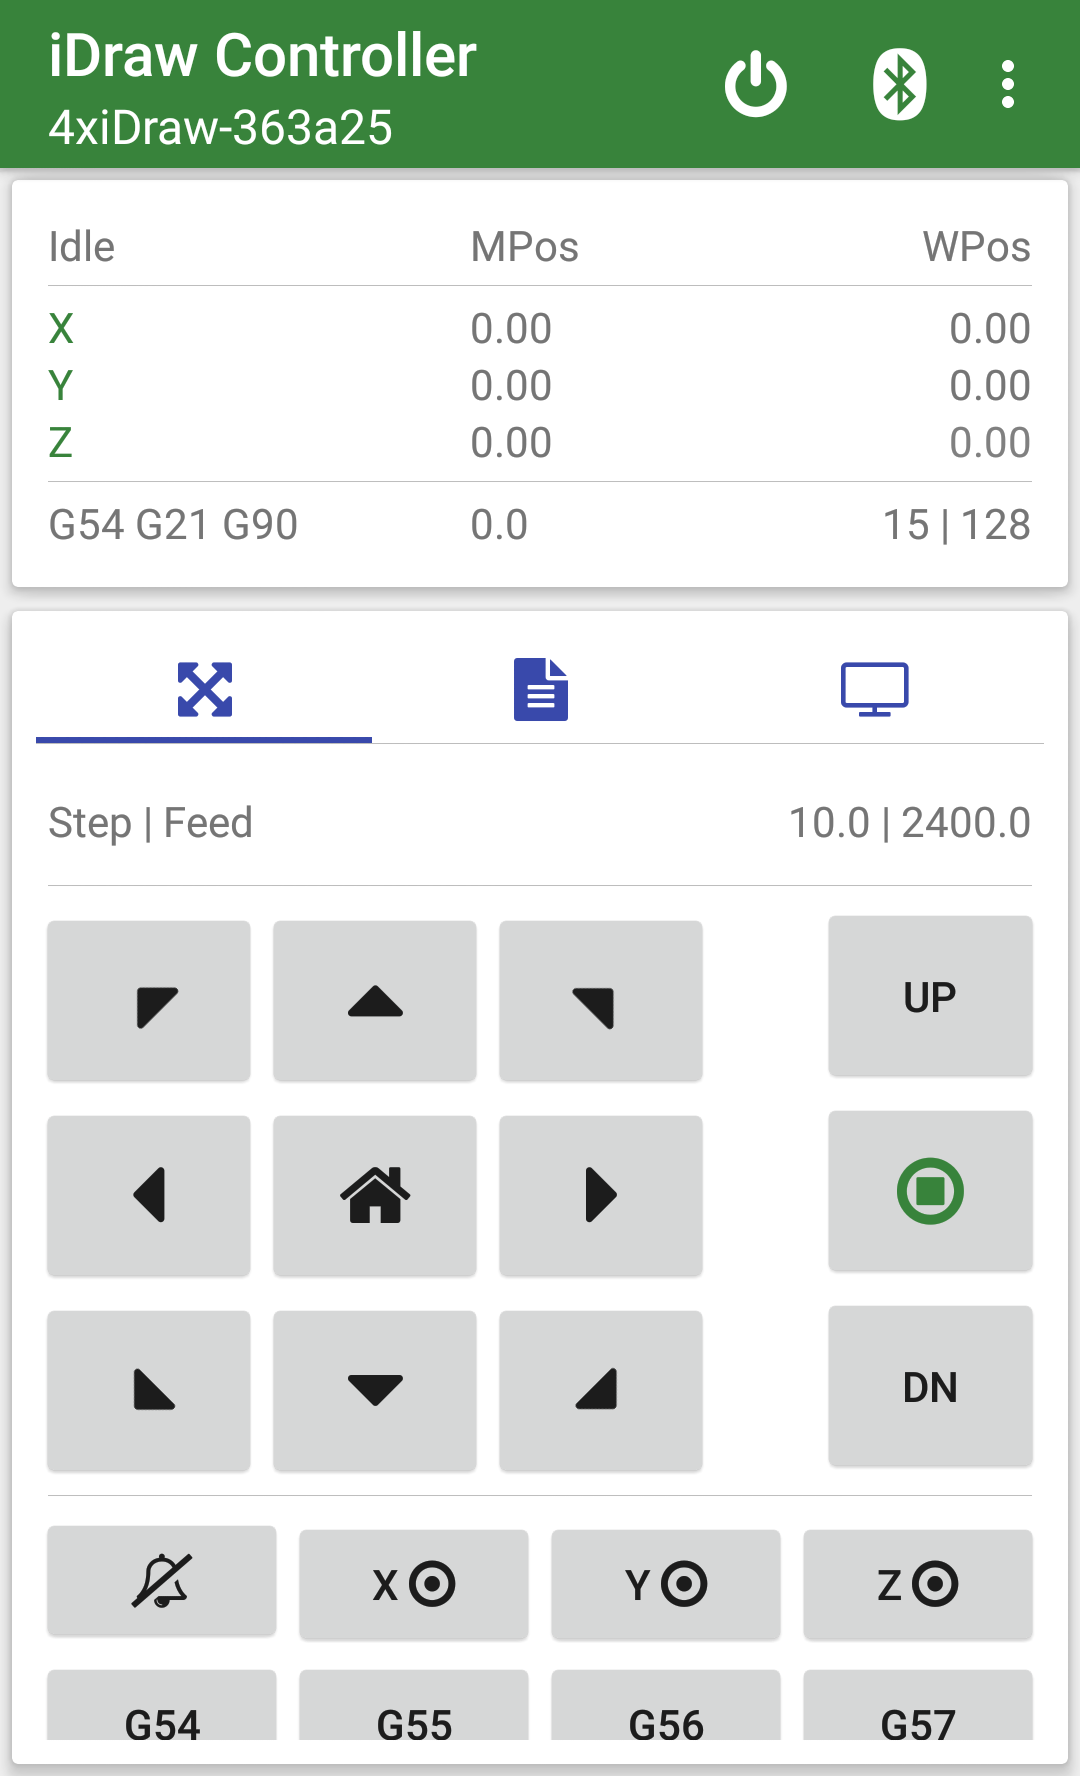 iDraw Controller
4xiDraw-363a25
Idle MPos WPos
X 0.00 0.00
Y 0.00 0.00
Z 0.00 0.00
G54 G21 G90 0.0 15 | 128
Step | Feed 10.0 | 2400.0
UP
DN
X Y Z
G54 G55 G56 G57